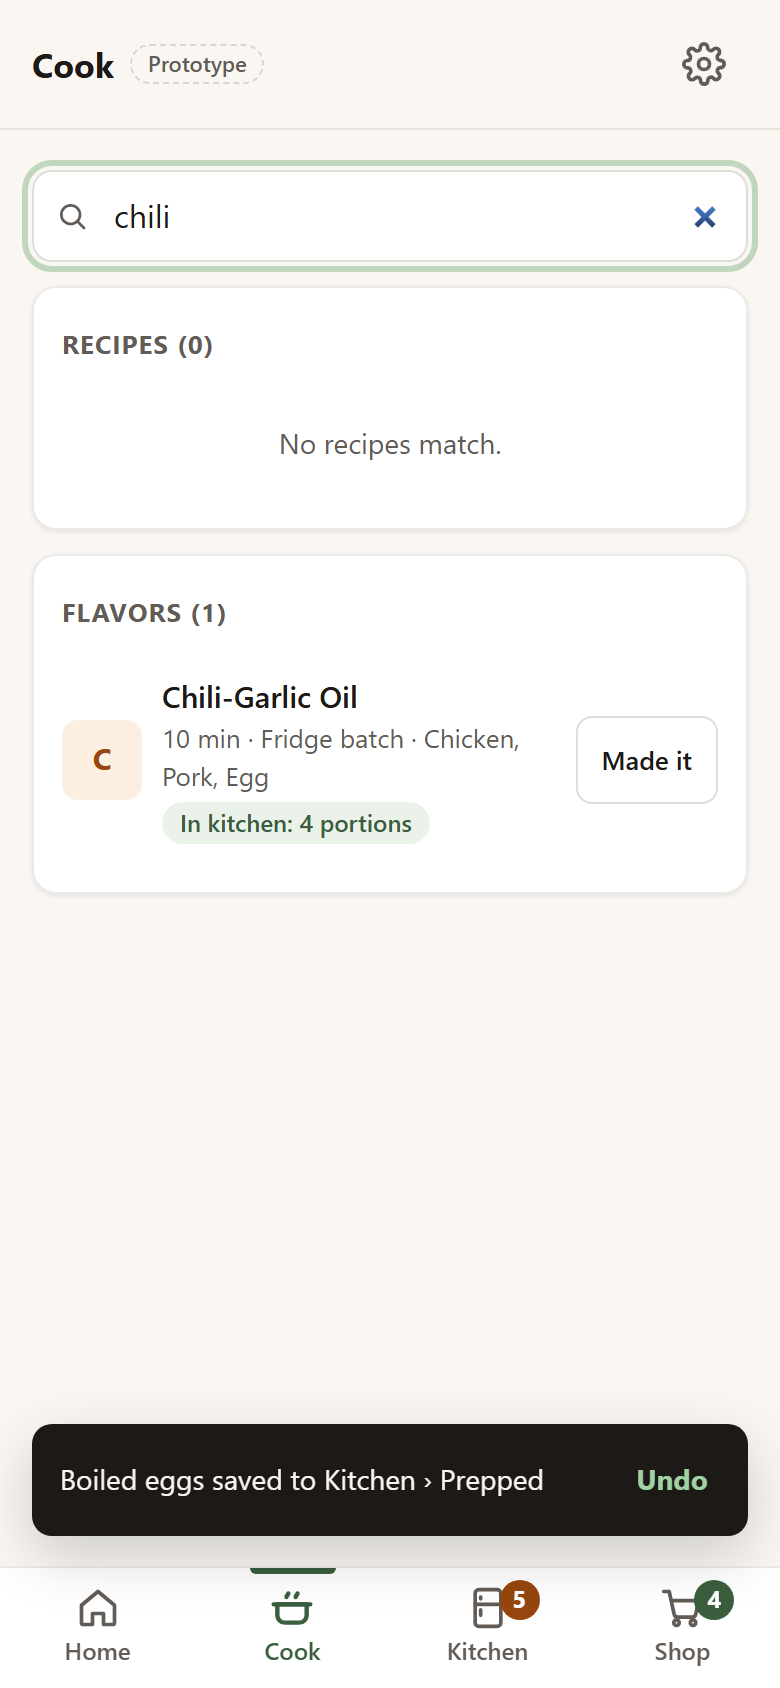 Cook
Prototype
chili
RECIPES (0)
No recipes match.
FLAVORS (1)
C
Chili-Garlic Oil
10 min · Fridge batch · Chicken,
Pork, Egg
In kitchen: 4 portions
Made it
Boiled eggs saved to Kitchen › Prepped
Undo
5
4
Home
Cook
Kitchen
Shop